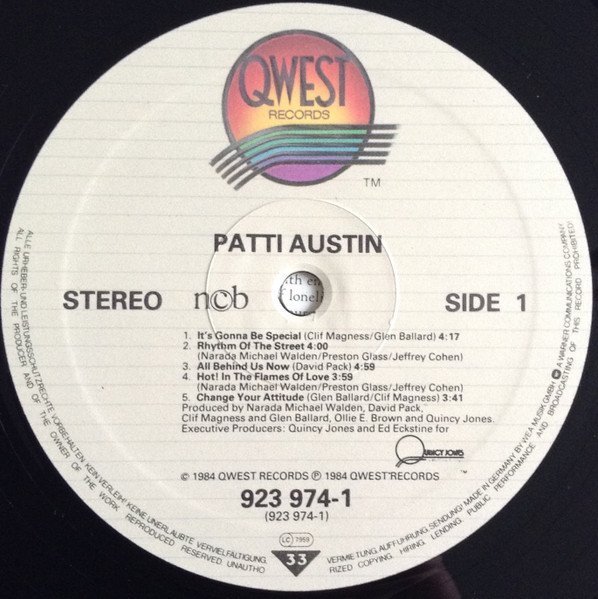 QWEST
RECORDS
TM
PATTI AUSTIN
STEREO
ncb
SIDE 1
1. It's Gonna Be Special (Clif Magness/Glen Ballard) 4:17
2. Rhythm Of The Street 4:00
(Narada Michael Walden/Preston Glass/Jeffrey Cohen)
3. All Behind Us Now (David Pack) 4:59
4. Hot! In The Flames Of Love 3:59
(Narada Michael Walden/Preston Glass/Jeffrey Cohen)
5. Change Your Attitude (Glen Ballard/Clif Magness) 3:41
Produced by Narada Michael Walden, David Pack,
Clif Magness and Glen Ballard, Ollie E. Brown and Quincy Jones.
Executive Producers: Quincy Jones and Ed Eckstine for
QUINCY JONES
© 1984 QWEST RECORDS ℗ 1984 QWEST RECORDS
923 974-1
(923 974-1)
LC 7959
33
ALLE URHEBER- UND LEISTUNGSSCHUTZRECHTE VORBEHALTEN. KEIN VERLEIH! KEINE UNERLAUBTE VERVIELFÄLTIGUNG, VERMIETUNG, AUFFÜHRUNG, SENDUNG! MADE IN GERMANY BY WEA MUSIK GMBH A WARNER COMMUNICATIONS COMPANY
ALL RIGHTS OF THE PRODUCER AND OF THE OWNER OF THE WORK REPRODUCED RESERVED. UNAUTHORIZED COPYING, HIRING, LENDING, PUBLIC PERFORMANCE AND BROADCASTING OF THIS RECORD PROHIBITED!